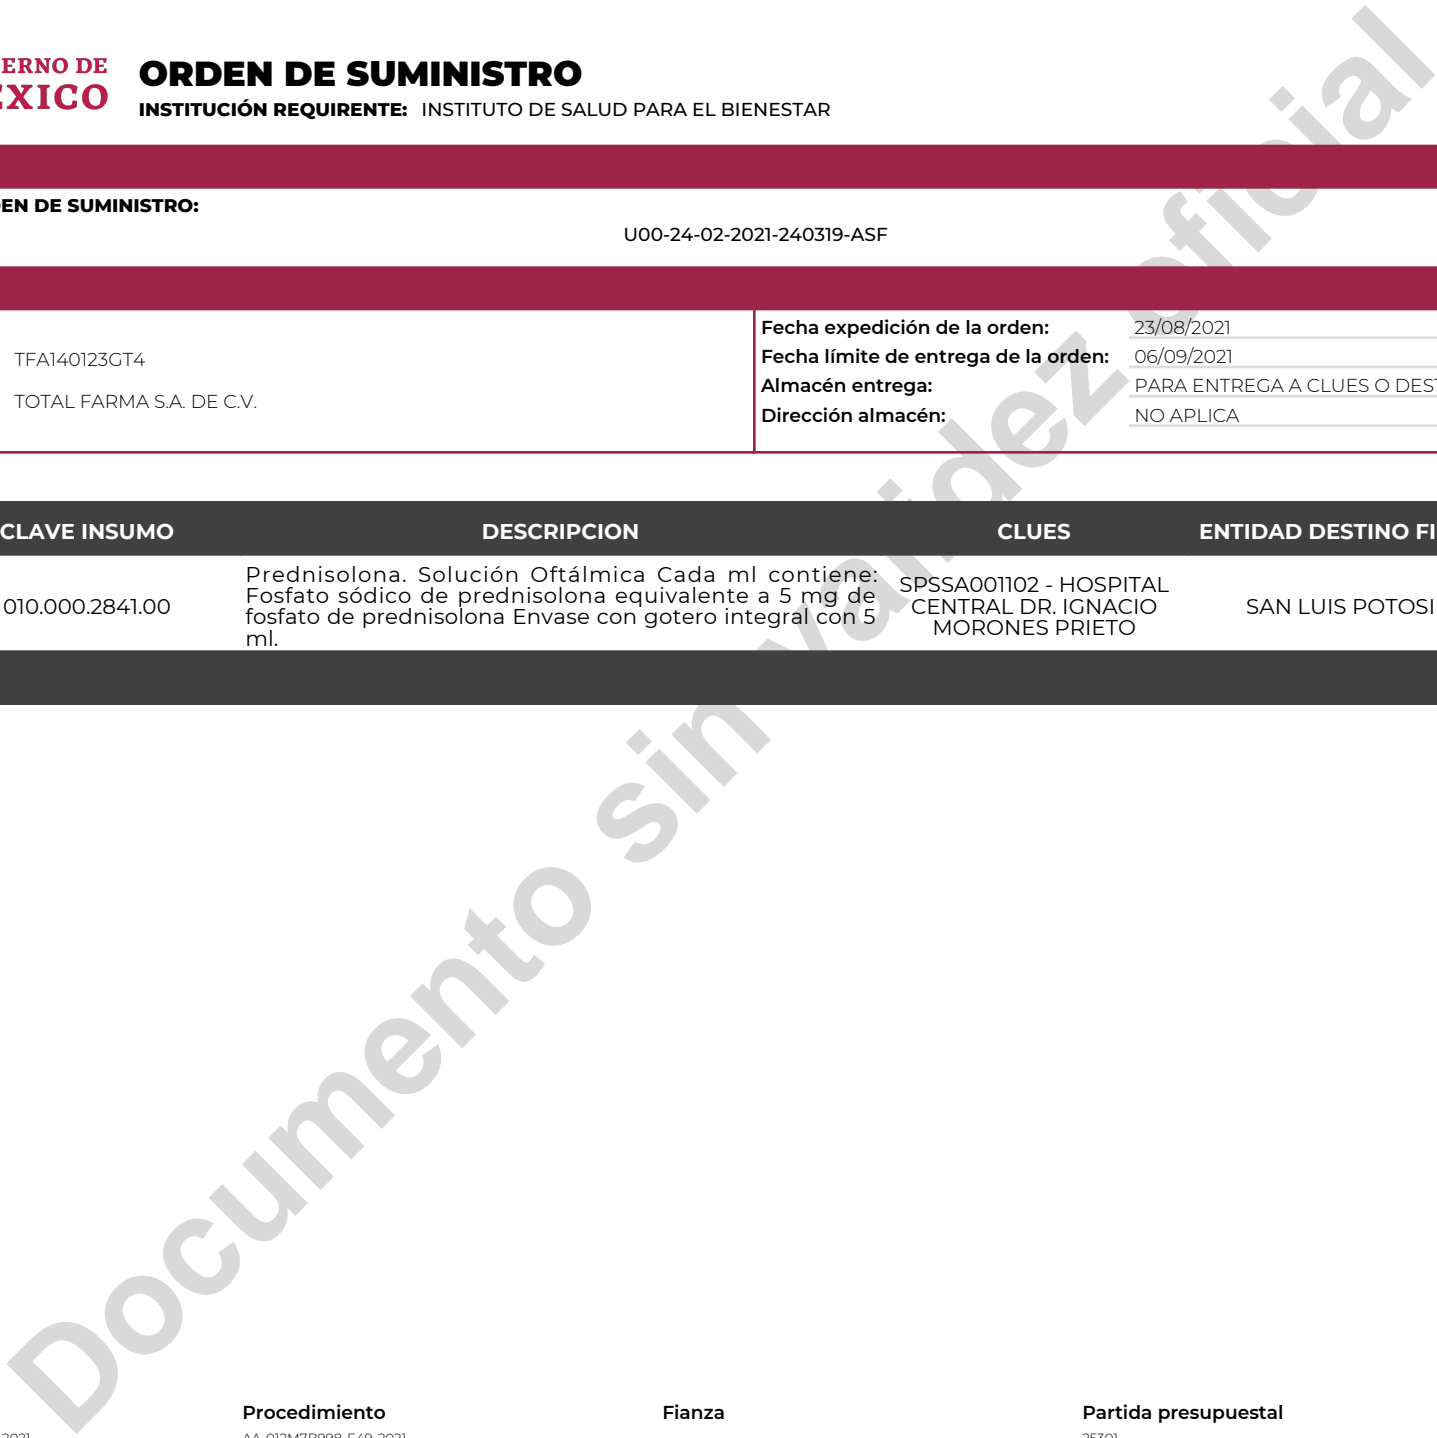 ERNO DE
ORDEN DE SUMINISTRO
INSTITUCIÓN REQUIRENTE: INSTITUTO DE SALUD PARA EL BIENESTAR
EN DE SUMINISTRO:
U00-24-02-2021-240319-ASF
Fecha expedición de la orden: 23/08/2021
TFA140123GT4
Fecha límite de entrega de la orden: 06/09/2021
Almacén entrega: PARA ENTREGA A CLUES O DEST
TOTAL FARMA S.A. DE C.V.
Dirección almacén: NO APLICA
CLAVE INSUMO DESCRIPCION CLUES ENTIDAD DESTINO FI
010.000.2841.00
Prednisolona. Solución Oftálmica Cada ml contiene:
Fosfato sódico de prednisolona equivalente a 5 mg de
fosfato de prednisolona Envase con gotero integral con 5
ml.
SPSSA001102 - HOSPITAL
CENTRAL DR. IGNACIO
MORONES PRIETO
SAN LUIS POTOSI
Documento sin validez oficial
Procedimiento Fianza Partida presupuestal